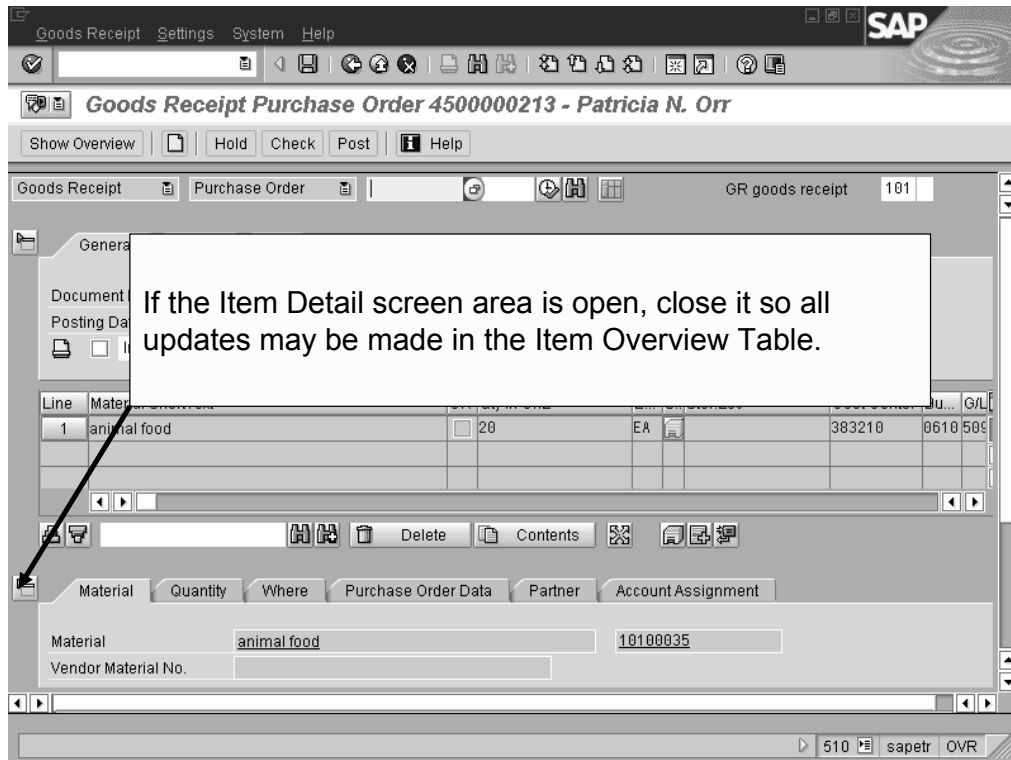 Goods Receipt Settings System Help
SAP
Goods Receipt Purchase Order 4500000213 - Patricia N. Orr
Show Overview Hold Check Post Help
Goods Receipt Purchase Order GR goods receipt 101
Genera
Document
Posting Da
If the Item Detail screen area is open, close it so all
updates may be made in the Item Overview Table.
Line
1 animal food 20 EA 383210 0610 509
Delete Contents
Material Quantity Where Purchase Order Data Partner Account Assignment
Material animal food 10100035
Vendor Material No.
510 sapetr OVR